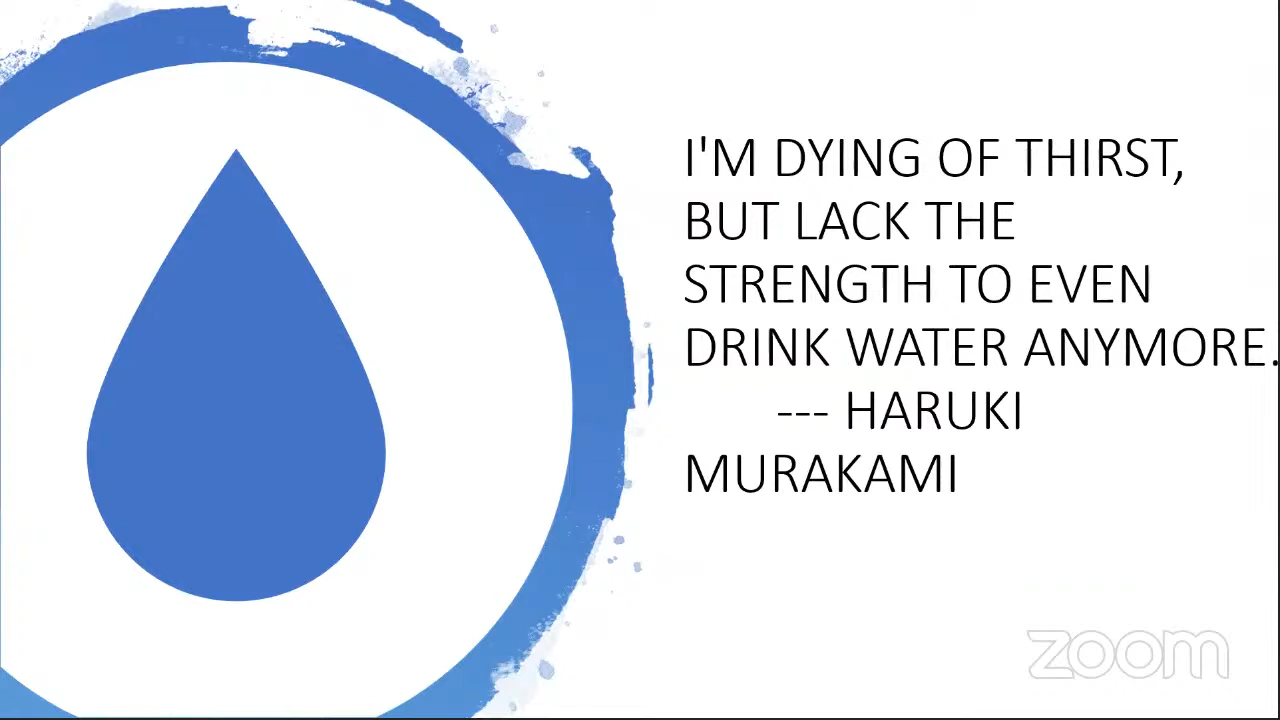 I'M DYING OF THIRST,
BUT LACK THE
STRENGTH TO EVEN
DRINK WATER ANYMORE.
--- HARUKI
MURAKAMI
zoom